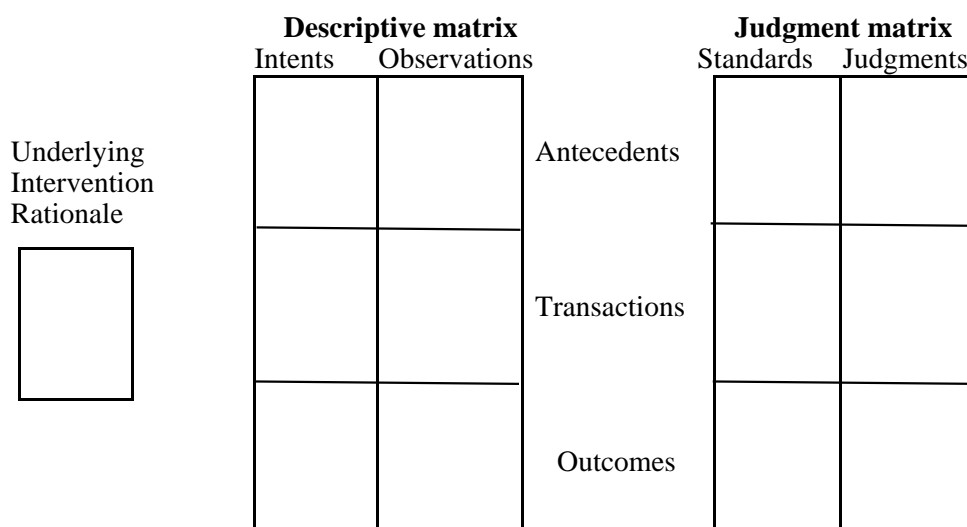 Descriptive matrix
Judgment matrix
Intents Observations
Standards Judgments
Underlying
Intervention
Rationale
Antecedents
Transactions
Outcomes